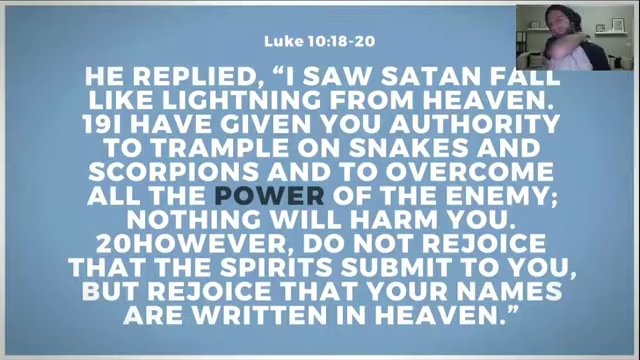 Luke 10:18-20
HE REPLIED, “I SAW SATAN FALL
LIKE LIGHTNING FROM HEAVEN.
19I HAVE GIVEN YOU AUTHORITY
TO TRAMPLE ON SNAKES AND
SCORPIONS AND TO OVERCOME
ALL THE POWER OF THE ENEMY;
NOTHING WILL HARM YOU.
20HOWEVER, DO NOT REJOICE
THAT THE SPIRITS SUBMIT TO YOU,
BUT REJOICE THAT YOUR NAMES
ARE WRITTEN IN HEAVEN.”